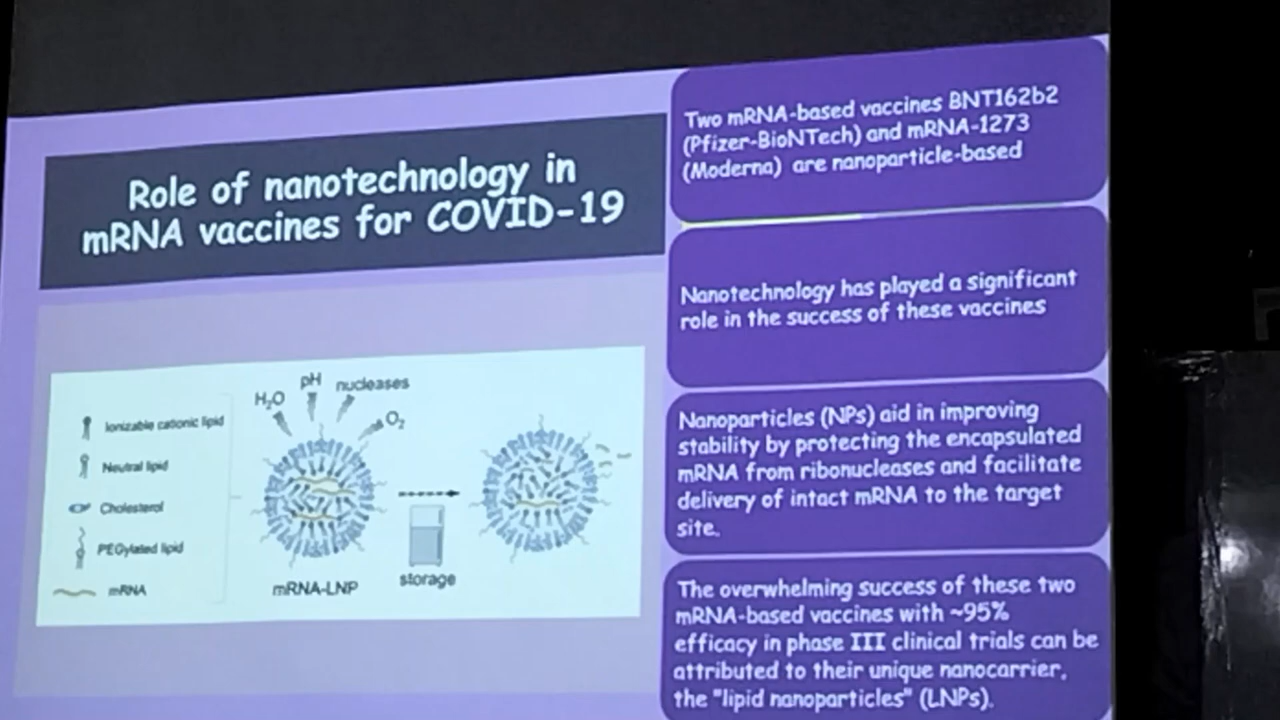 Role of nanotechnology in
mRNA vaccines for COVID-19
Ionizable cationic lipid
Neutral lipid
Cholesterol
PEGylated lipid
mRNA
H₂O
pH
nucleases
O₂
mRNA-LNP
storage
Two mRNA-based vaccines BNT162b2
(Pfizer-BioNTech) and mRNA-1273
(Moderna) are nanoparticle-based
Nanotechnology has played a significant
role in the success of these vaccines
Nanoparticles (NPs) aid in improving
stability by protecting the encapsulated
mRNA from ribonucleases and facilitate
delivery of intact mRNA to the target
site.
The overwhelming success of these two
mRNA-based vaccines with ~95%
efficacy in phase III clinical trials can be
attributed to their unique nanocarrier,
the "lipid nanoparticles" (LNPs).